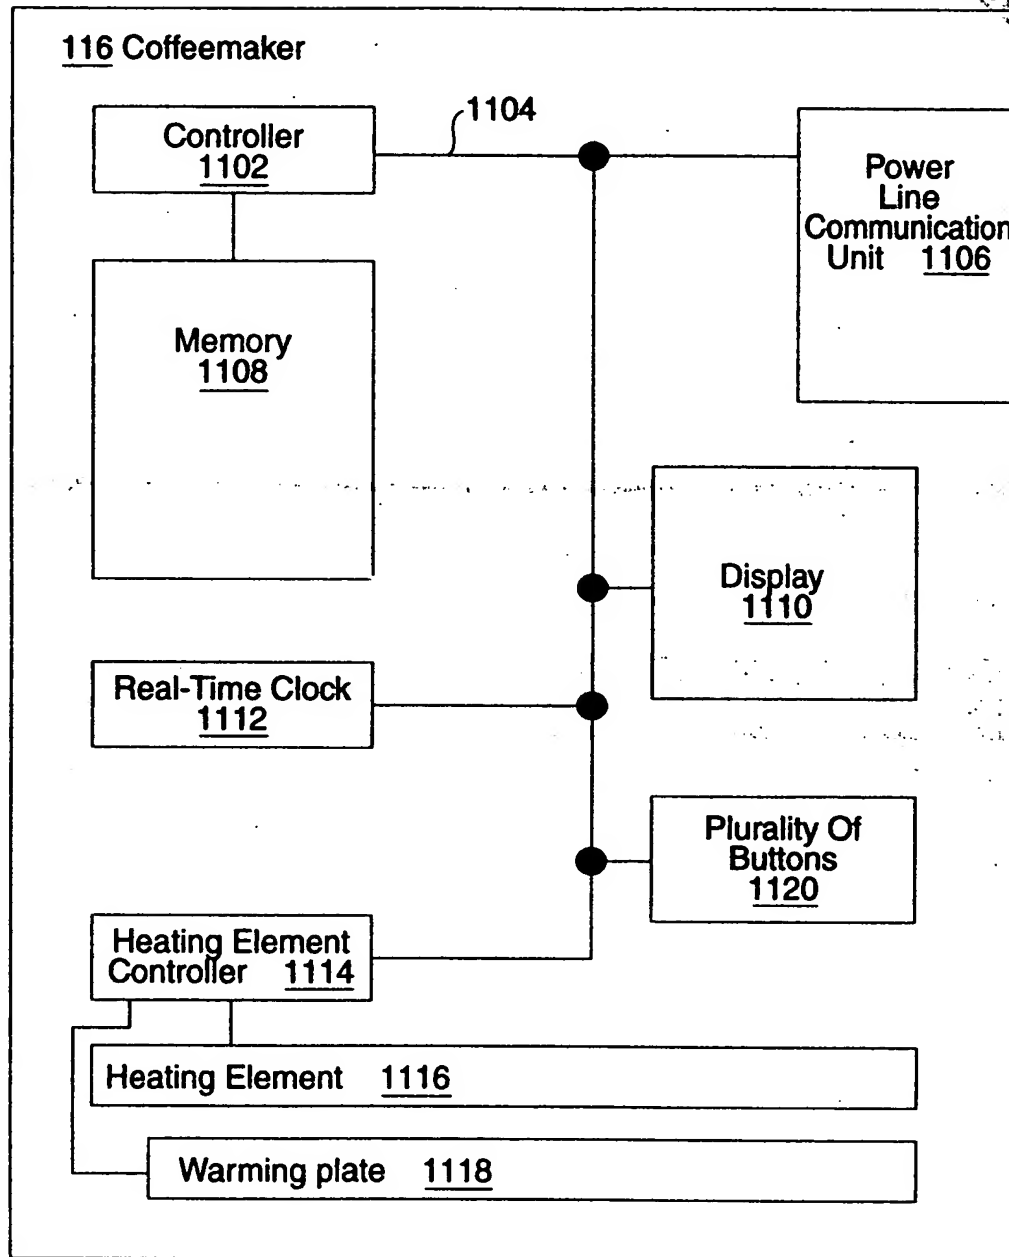 116 Coffeemaker
1104
Controller
1102
Power
Line
Communication
Unit 1106
Memory
1108
Display
1110
Real-Time Clock
1112
Plurality Of
Buttons
1120
Heating Element
Controller 1114
Heating Element 1116
Warming plate 1118